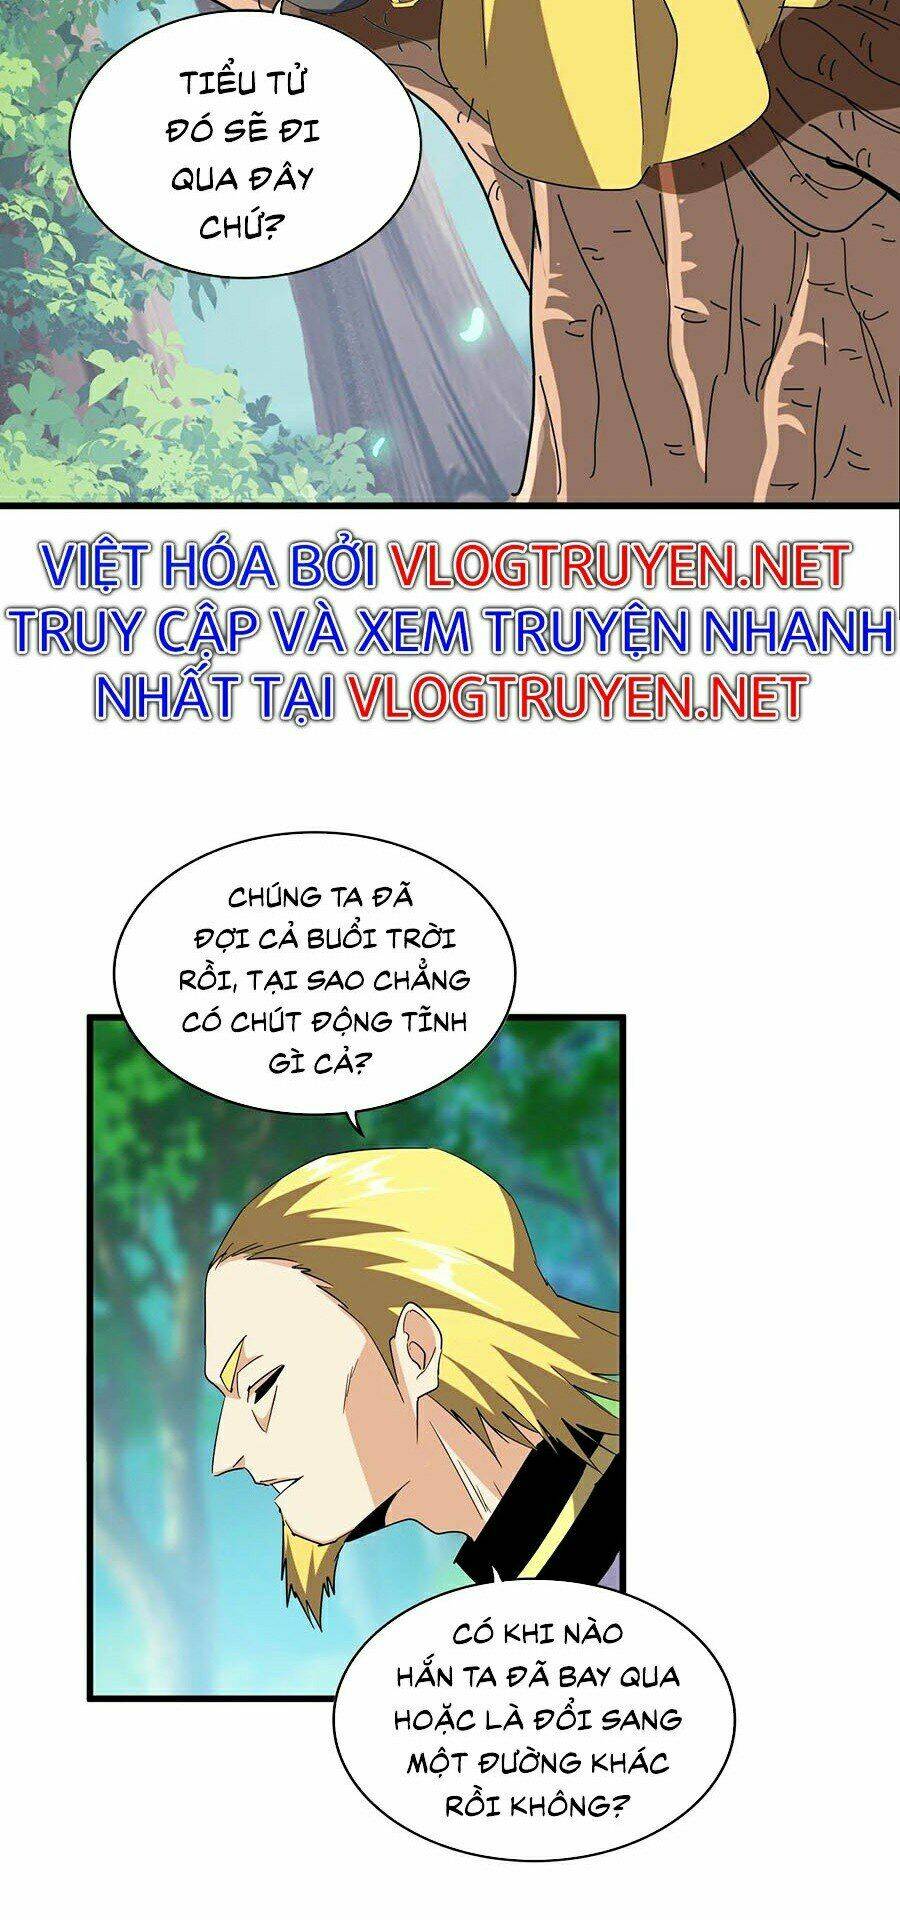 TIỂU TỬ
ĐÓ SẼ ĐI
QUA ĐÂY
CHỨ?
VIỆT HÓA BỞI VLOGTRUYEN.NET
TRUY CẬP VÀ XEM TRUYỆN NHANH
NHẤT TẠI VLOGTRUYEN.NET
CHÚNG TA ĐÃ
ĐỢI CẢ BUỔI TRỜI
RỒI, TẠI SAO CHẲNG
CÓ CHÚT ĐỘNG TĨNH
GÌ CẢ?
CÓ KHI NÀO
HẮN TA ĐÃ BAY QUA
HOẶC LÀ ĐỔI SANG
MỘT ĐƯỜNG KHÁC
RỒI KHÔNG?